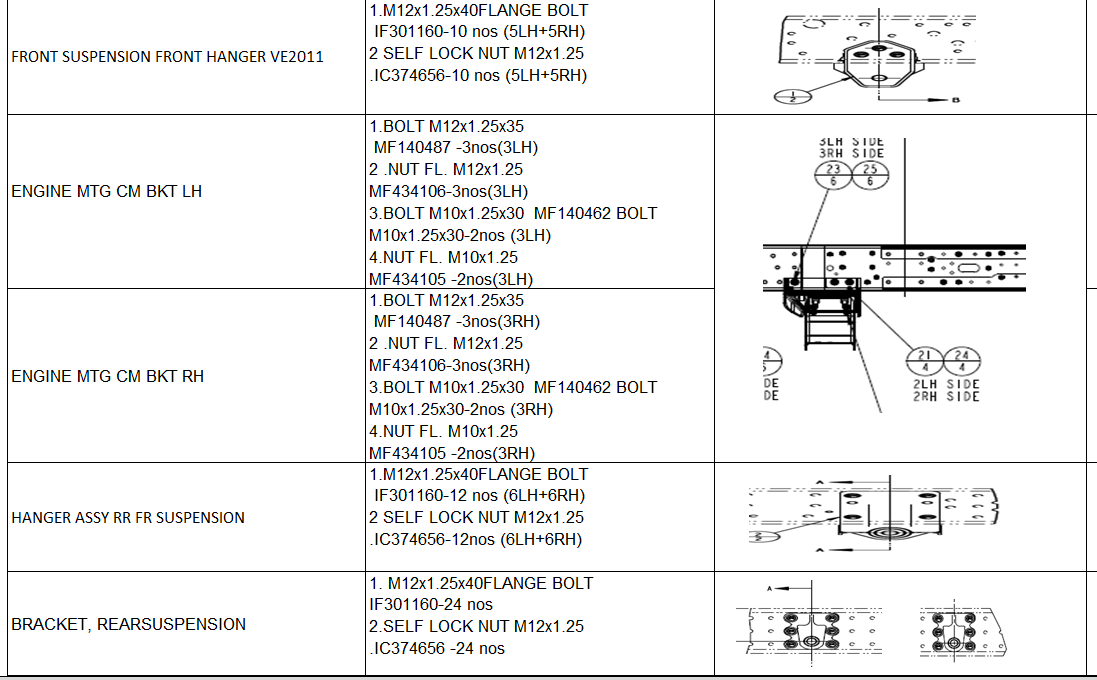 FRONT SUSPENSION FRONT HANGER VE2011
1.M12x1.25x40FLANGE BOLT
IF301160-10 nos (5LH+5RH)
2 SELF LOCK NUT M12x1.25
.IC374656-10 nos (5LH+5RH)
1
2
B
ENGINE MTG CM BKT LH
1.BOLT M12x1.25x35
MF140487 -3nos(3LH)
2 .NUT FL. M12x1.25
MF434106-3nos(3LH)
3.BOLT M10x1.25x30  MF140462 BOLT
M10x1.25x30-2nos (3LH)
4.NUT FL. M10x1.25
MF434105 -2nos(3LH)
3LH SIDE
3RH SIDE
23 25
6 6
ENGINE MTG CM BKT RH
1.BOLT M12x1.25x35
MF140487 -3nos(3RH)
2 .NUT FL. M12x1.25
MF434106-3nos(3RH)
3.BOLT M10x1.25x30  MF140462 BOLT
M10x1.25x30-2nos (3RH)
4.NUT FL. M10x1.25
MF434105 -2nos(3RH)
4
DE
DE
21 24
4 4
2LH SIDE
2RH SIDE
HANGER ASSY RR FR SUSPENSION
1.M12x1.25x40FLANGE BOLT
IF301160-12 nos (6LH+6RH)
2 SELF LOCK NUT M12x1.25
.IC374656-12nos (6LH+6RH)
A
A
BRACKET, REARSUSPENSION
1. M12x1.25x40FLANGE BOLT
IF301160-24 nos
2.SELF LOCK NUT M12x1.25
.IC374656 -24 nos
A